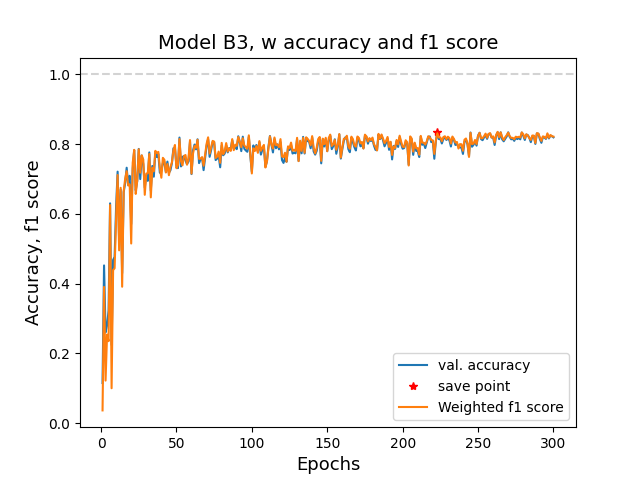 Model B3, w accuracy and f1 score
Accuracy, f1 score
1.0
0.8
0.6
0.4
0.2
0.0
0
50
100
150
200
250
300
Epochs
val. accuracy
save point
Weighted f1 score